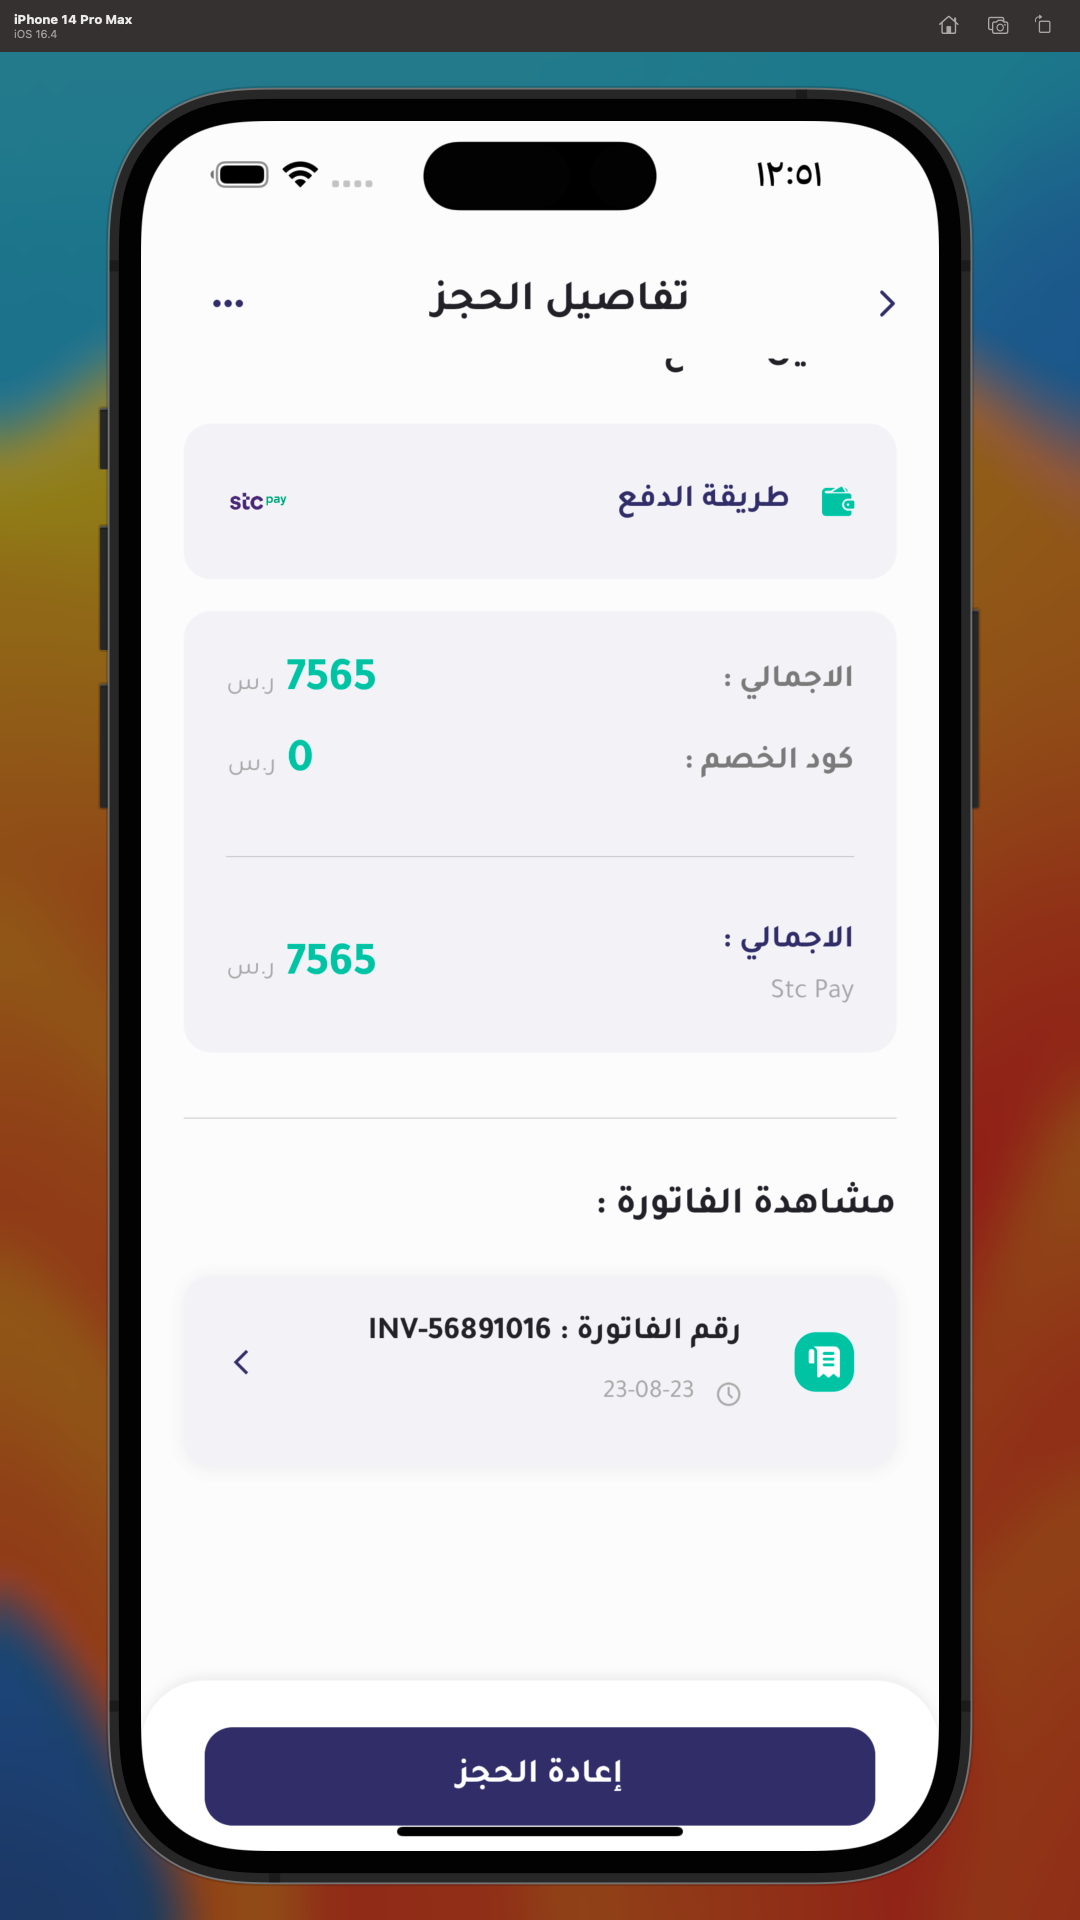 iPhone 14 Pro Max
iOS 16.4
١٢:٥١
تفاصيل الحجز
طريقة الدفع
stc pay
الاجمالي :
7565 ر.س
كود الخصم :
0 ر.س
الاجمالي :
7565 ر.س
Stc Pay
مشاهدة الفاتورة :
رقم الفاتورة : INV-56891016
23-08-23
إعادة الحجز